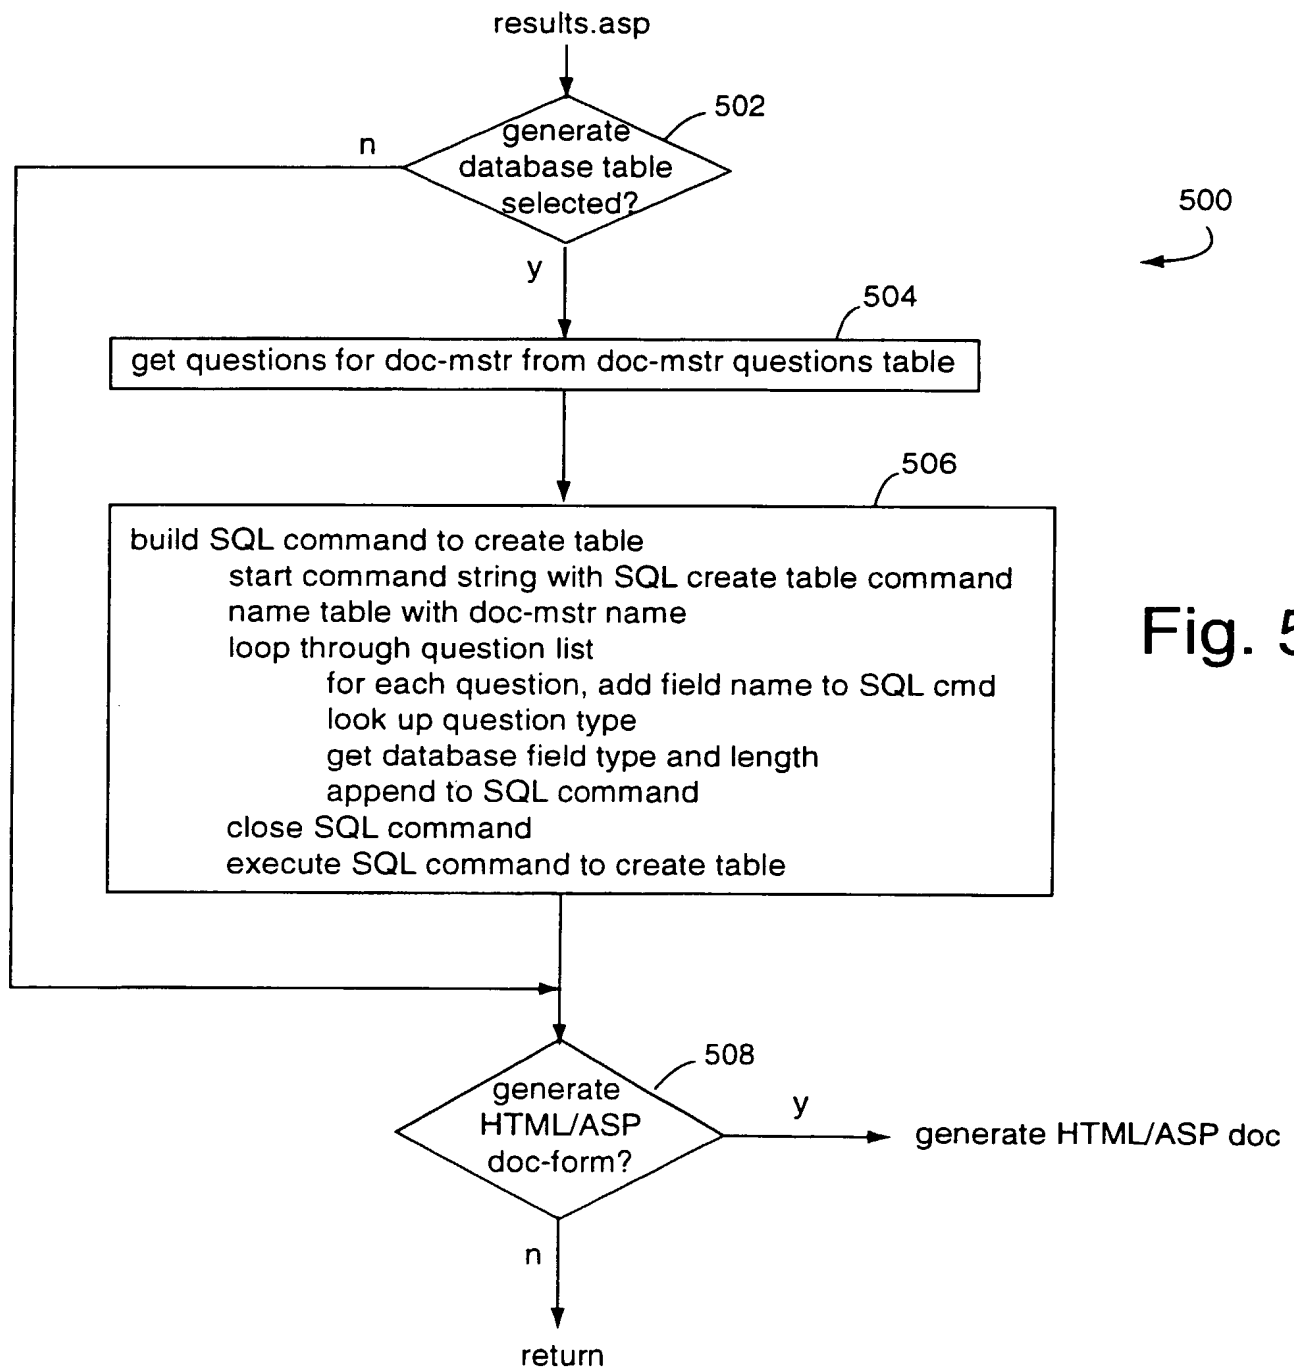 results.asp
502
generate
database table
selected?
n
y
500
504
get questions for doc-mstr from doc-mstr questions table
506
build SQL command to create table
start command string with SQL create table command
name table with doc-mstr name
loop through question list
for each question, add field name to SQL cmd
look up question type
get database field type and length
append to SQL command
close SQL command
execute SQL command to create table
Fig. 5
508
generate
HTML/ASP
doc-form?
y
generate HTML/ASP doc
n
return